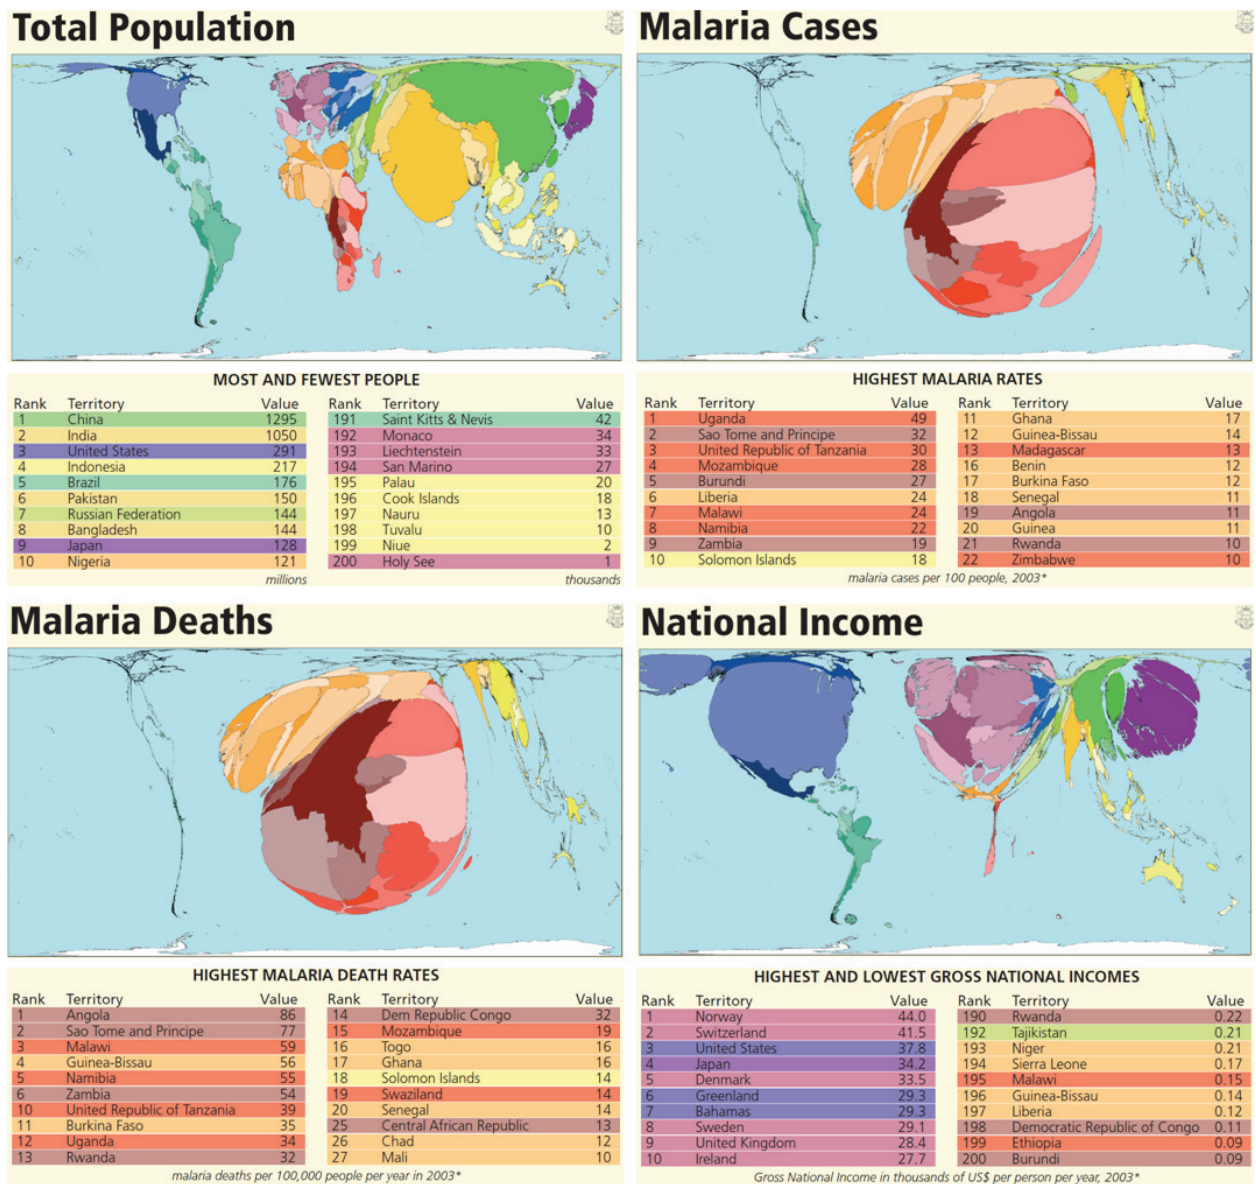 Total Population
MOST AND FEWEST PEOPLE
Rank Territory Value
1 China 1295
2 India 1050
3 United States 291
4 Indonesia 217
5 Brazil 176
6 Pakistan 150
7 Russian Federation 144
8 Bangladesh 144
9 Japan 128
10 Nigeria 121
millions
Rank Territory Value
191 Saint Kitts & Nevis 42
192 Monaco 34
193 Liechtenstein 33
194 San Marino 27
195 Palau 20
196 Cook Islands 18
197 Nauru 13
198 Tuvalu 10
199 Niue 2
200 Holy See 1
thousands
Malaria Cases
HIGHEST MALARIA RATES
Rank Territory Value
1 Uganda 49
2 Sao Tome and Principe 32
3 United Republic of Tanzania 30
4 Mozambique 28
5 Burundi 27
6 Liberia 24
7 Malawi 24
8 Namibia 22
9 Zambia 19
10 Solomon Islands 18
Rank Territory Value
11 Ghana 17
12 Guinea-Bissau 14
13 Madagascar 13
16 Benin 12
17 Burkina Faso 12
18 Senegal 11
19 Angola 11
20 Guinea 11
21 Rwanda 10
22 Zimbabwe 10
malaria cases per 100 people, 2003*
Malaria Deaths
HIGHEST MALARIA DEATH RATES
Rank Territory Value
1 Angola 86
2 Sao Tome and Principe 77
3 Malawi 59
4 Guinea-Bissau 56
5 Namibia 55
6 Zambia 54
10 United Republic of Tanzania 39
11 Burkina Faso 35
12 Uganda 34
13 Rwanda 32
Rank Territory Value
14 Dem Republic Congo 32
15 Mozambique 19
16 Togo 16
17 Ghana 16
18 Solomon Islands 14
19 Swaziland 14
20 Senegal 14
25 Central African Republic 13
26 Chad 12
27 Mali 10
malaria deaths per 100,000 people per year in 2003*
National Income
HIGHEST AND LOWEST GROSS NATIONAL INCOMES
Rank Territory Value
1 Norway 44.0
2 Switzerland 41.5
3 United States 37.8
4 Japan 34.2
5 Denmark 33.5
6 Greenland 29.3
7 Bahamas 29.3
8 Sweden 29.1
9 United Kingdom 28.4
10 Ireland 27.7
Rank Territory Value
190 Rwanda 0.22
192 Tajikistan 0.21
193 Niger 0.21
194 Sierra Leone 0.17
195 Malawi 0.15
196 Guinea-Bissau 0.14
197 Liberia 0.12
198 Democratic Republic of Congo 0.11
199 Ethiopia 0.09
200 Burundi 0.09
Gross National Income in thousands of US$ per person per year, 2003*